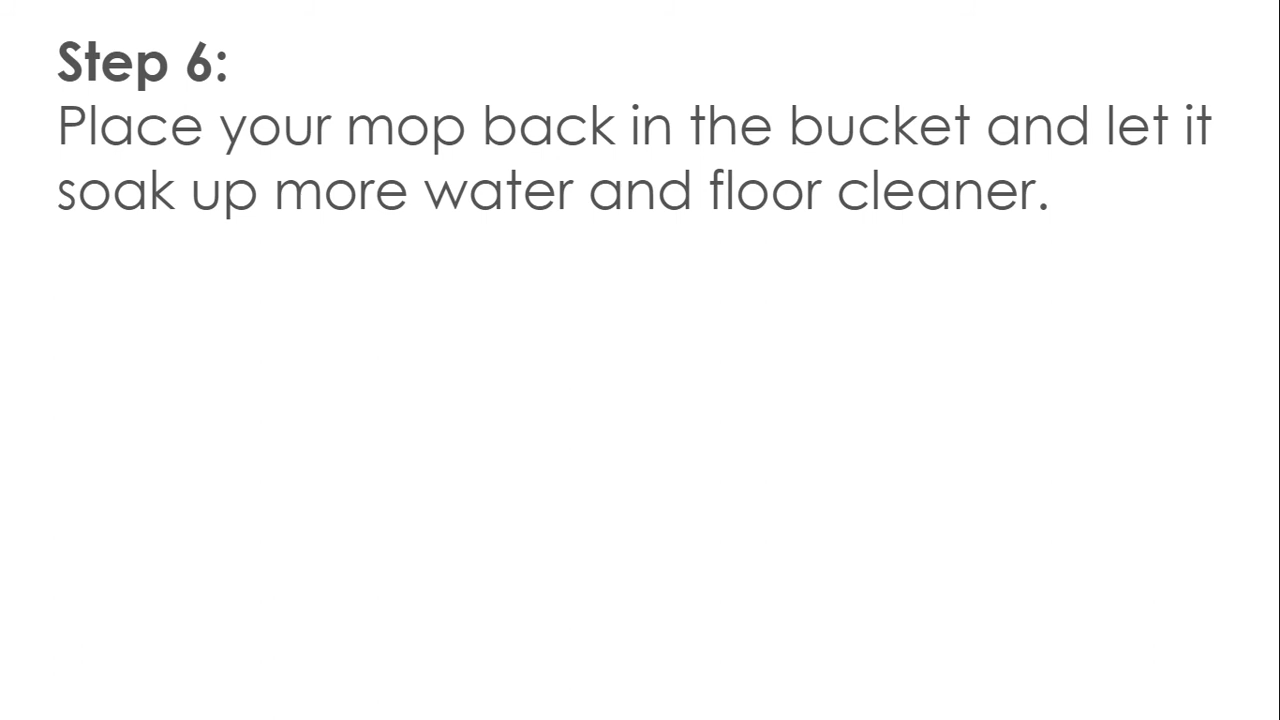 Step 6:
Place your mop back in the bucket and let it
soak up more water and floor cleaner.